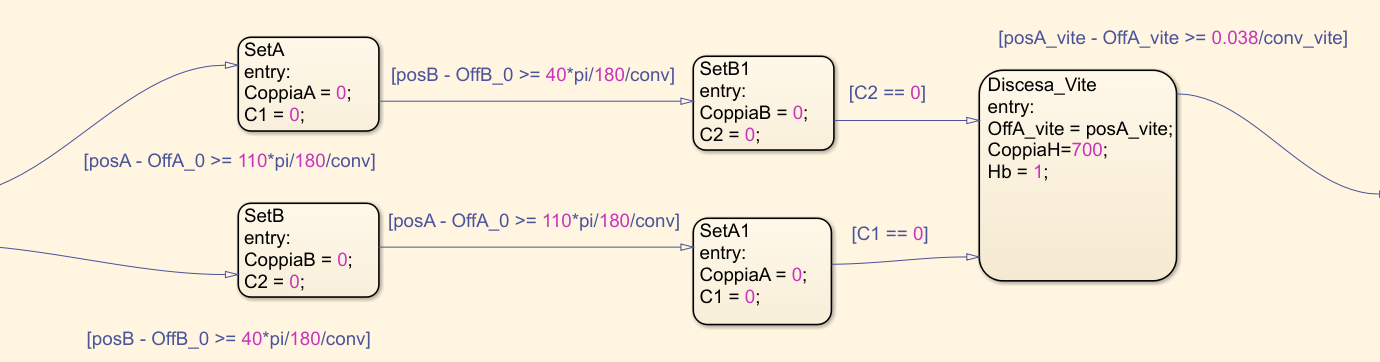 [posA_vite - OffA_vite >= 0.038/conv_vite]
SetA
entry:
CoppiaA = 0;
C1 = 0;
[posB - OffB_0 >= 40*pi/180/conv]
SetB1
entry:
CoppiaB = 0;
C2 = 0;
[C2 == 0]
Discesa_Vite
entry:
OffA_vite = posA_vite;
CoppiaH=700;
Hb = 1;
[posA - OffA_0 >= 110*pi/180/conv]
SetB
entry:
CoppiaB = 0;
C2 = 0;
[posA - OffA_0 >= 110*pi/180/conv]
SetA1
entry:
CoppiaA = 0;
C1 = 0;
[C1 == 0]
[posB - OffB_0 >= 40*pi/180/conv]